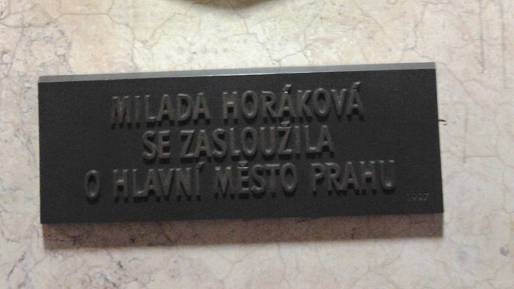 MILADA HORÁKOVÁ
SE ZASLOUŽILA
O HLAVNÍ MĚSTO PRAHU